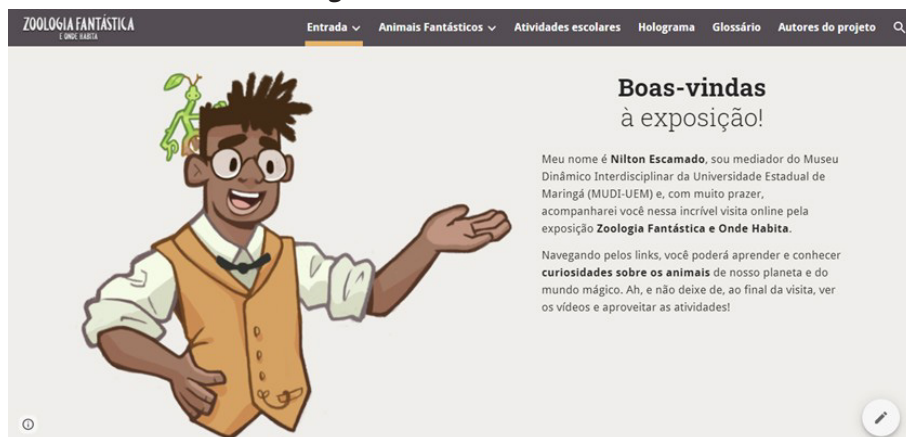 ZOOLOGIA FANTÁSTICA
E ONDE HABITA
Entrada
Animais Fantásticos
Atividades escolares
Holograma
Glossário
Autores do projeto
Boas-vindas
à exposição!
Meu nome é Nilton Escamado, sou mediador do Museu
Dinâmico Interdisciplinar da Universidade Estadual de
Maringá (MUDI-UEM) e, com muito prazer,
acompanharei você nessa incrível visita online pela
exposição Zoologia Fantástica e Onde Habita.
Navegando pelos links, você poderá aprender e conhecer
curiosidades sobre os animais de nosso planeta e do
mundo mágico. Ah, e não deixe de, ao final da visita, ver
os vídeos e aproveitar as atividades!